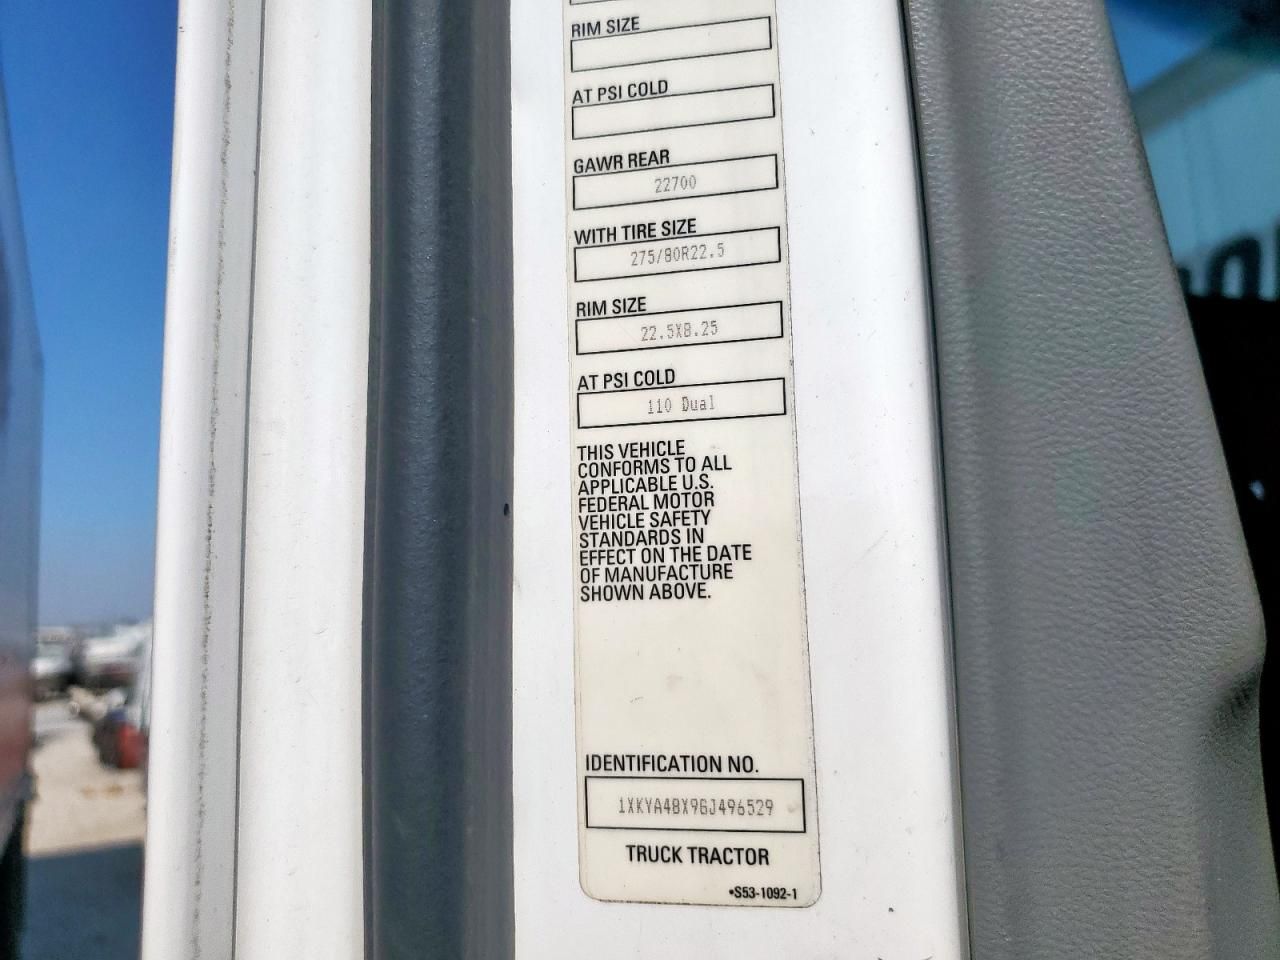 RIM SIZE
AT PSI COLD
GAWR REAR
22700
WITH TIRE SIZE
275/80R22.5
RIM SIZE
22.5X8.25
AT PSI COLD
110 Dual
THIS VEHICLE
CONFORMS TO ALL
APPLICABLE U.S.
FEDERAL MOTOR
VEHICLE SAFETY
STANDARDS IN
EFFECT ON THE DATE
OF MANUFACTURE
SHOWN ABOVE.
IDENTIFICATION NO.
1XKYA48X9GJ496529
TRUCK TRACTOR
•S53-1092-1